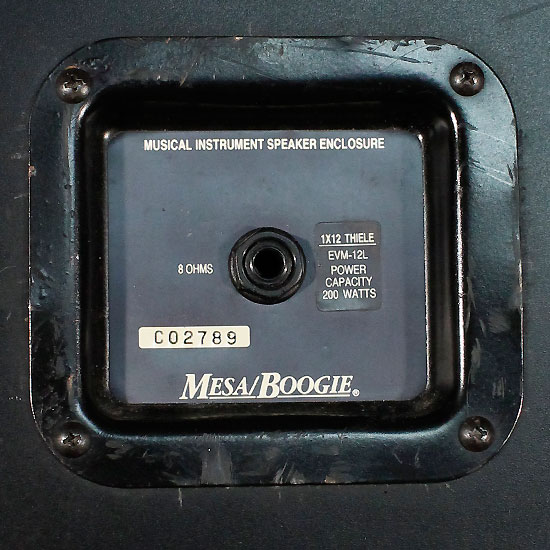 MUSICAL INSTRUMENT SPEAKER ENCLOSURE
8 OHMS
1X12 THIELE
EVM-12L
POWER
CAPACITY
200 WATTS
C02789
MESA/BOOGIE®